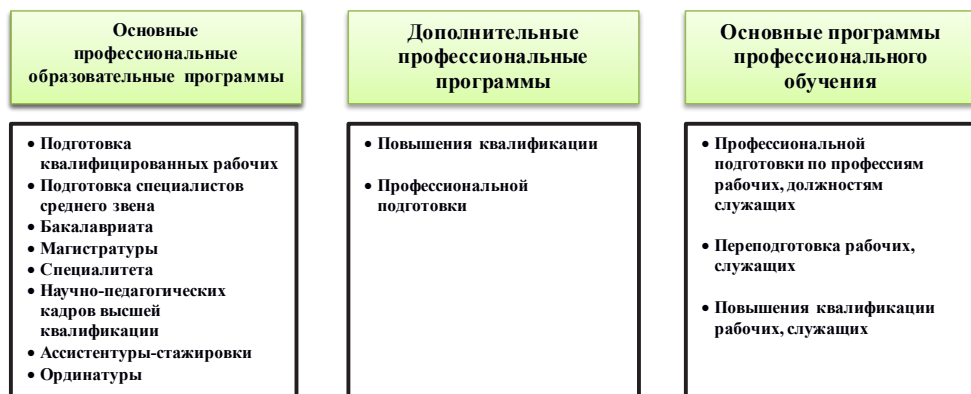 Основные
профессиональные
образовательные программы
• Подготовка
квалифицированных рабочих
• Подготовка специалистов
среднего звена
• Бакалавриата
• Магистратуры
• Специалитета
• Научно-педагогических
кадров высшей
квалификации
• Ассистентуры-стажировки
• Ординатуры
Дополнительные
профессиональные
программы
• Повышения квалификации
• Профессиональной
подготовки
Основные программы
профессионального
обучения
• Профессиональной
подготовки по профессиям
рабочих, должностям
служащих
• Переподготовка рабочих,
служащих
• Повышения квалификации
рабочих, служащих